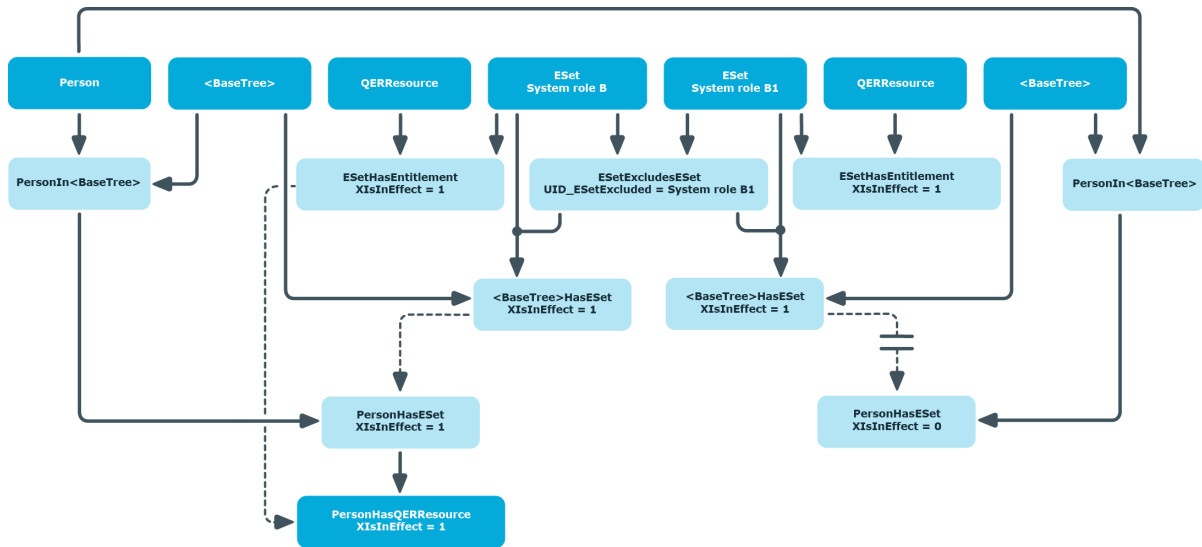 Person
<BaseTree>
QERResource
ESet
System role B
ESet
System role B1
QERResource
<BaseTree>
PersonIn<BaseTree>
ESetHasEntitlement
XIsInEffect = 1
ESetExcludesESet
UID_ESetExcluded = System role B1
ESetHasEntitlement
XIsInEffect = 1
PersonIn<BaseTree>
<BaseTree>HasESet
XIsInEffect = 1
<BaseTree>HasESet
XIsInEffect = 1
PersonHasESet
XIsInEffect = 1
PersonHasESet
XIsInEffect = 0
PersonHasQERResource
XIsInEffect = 1